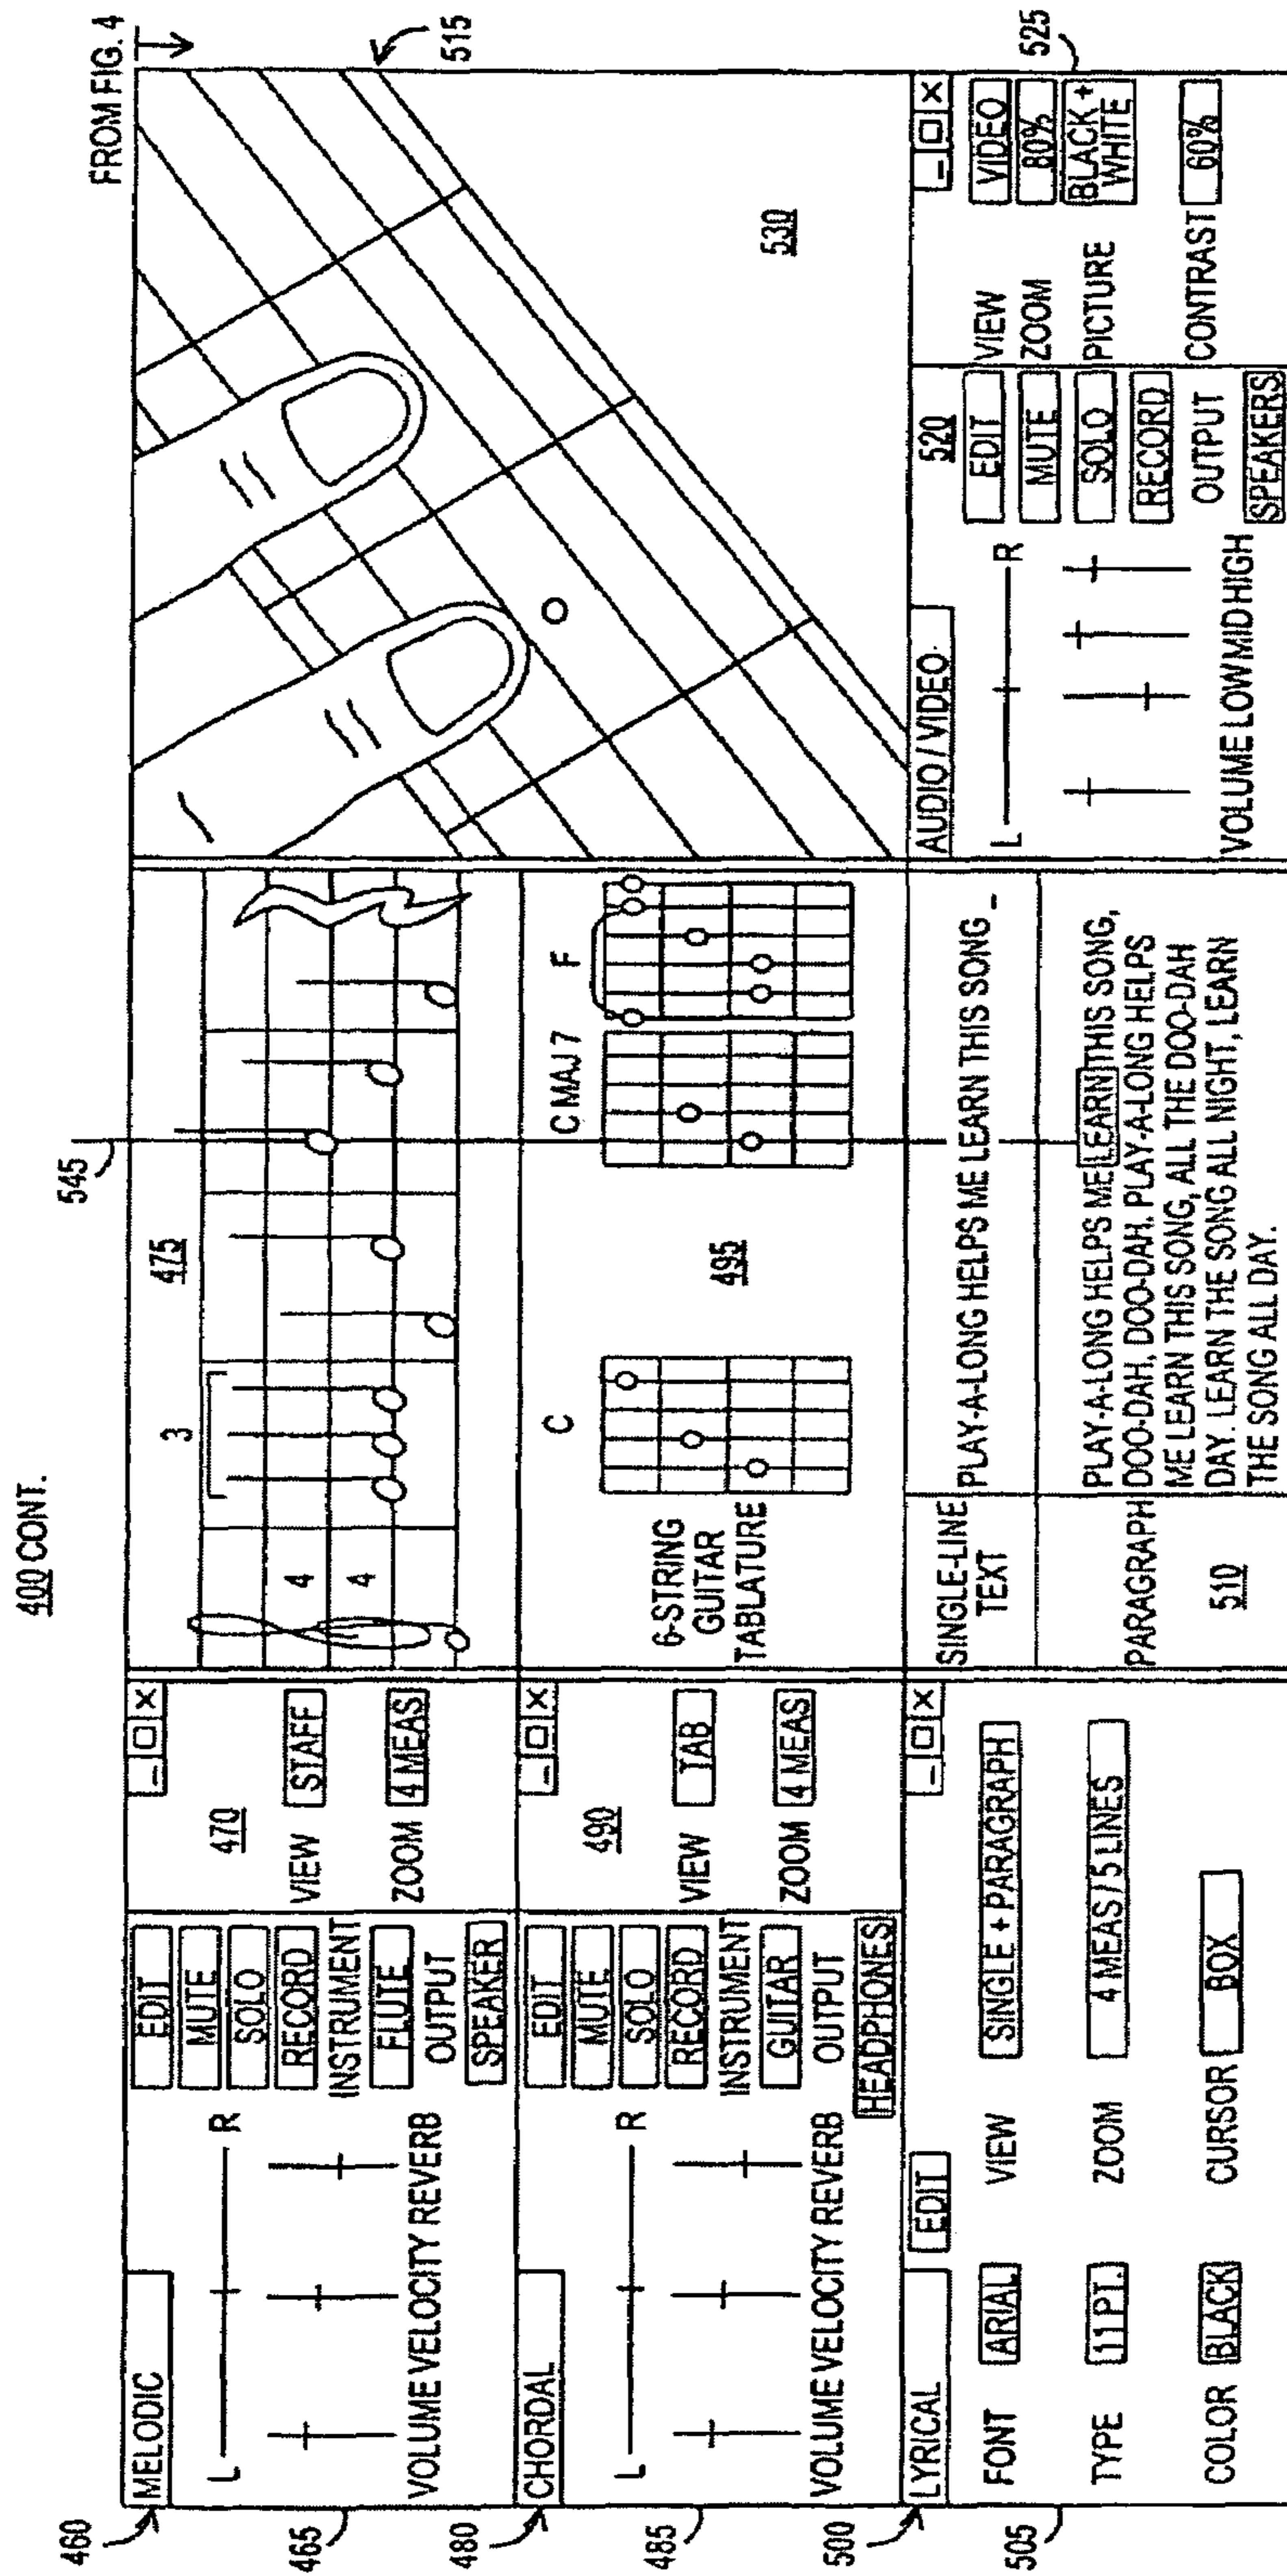 400 CONT.
FROM FIG. 4
460
MELODIC
L R
465
VOLUME VELOCITY REVERB
EDIT
MUTE
SOLO
RECORD
INSTRUMENT
FLUTE
OUTPUT
SPEAKER
470
_ □ X
VIEW STAFF
ZOOM 4 MEAS
475
545
3
4
4
515
530
480
CHORDAL
L R
485
VOLUME VELOCITY REVERB
EDIT
MUTE
SOLO
RECORD
INSTRUMENT
GUITAR
OUTPUT
HEADPHONES
490
_ □ X
VIEW TAB
ZOOM 4 MEAS
6-STRING
GUITAR
TABLATURE
C
495
C MAJ 7
F
500
LYRICAL
EDIT
_ □ X
505
FONT ARIAL VIEW SINGLE + PARAGRAPH
TYPE 11 PT. ZOOM 4 MEAS / 5 LINES
COLOR BLACK CURSOR BOX
SINGLE-LINE
TEXT
PLAY-A-LONG HELPS ME LEARN THIS SONG _
PARAGRAPH
510
PLAY-A-LONG HELPS ME LEARN THIS SONG,
DOO-DAH, DOO-DAH. PLAY-A-LONG HELPS
ME LEARN THIS SONG, ALL THE DOO-DAH
DAY. LEARN THE SONG ALL NIGHT, LEARN
THE SONG ALL DAY.
AUDIO / VIDEO
L R
VOLUME LOW MID HIGH
520
EDIT
MUTE
SOLO
RECORD
OUTPUT
SPEAKERS
_ □ X
525
VIEW VIDEO
ZOOM 80%
PICTURE BLACK +
WHITE
CONTRAST 60%